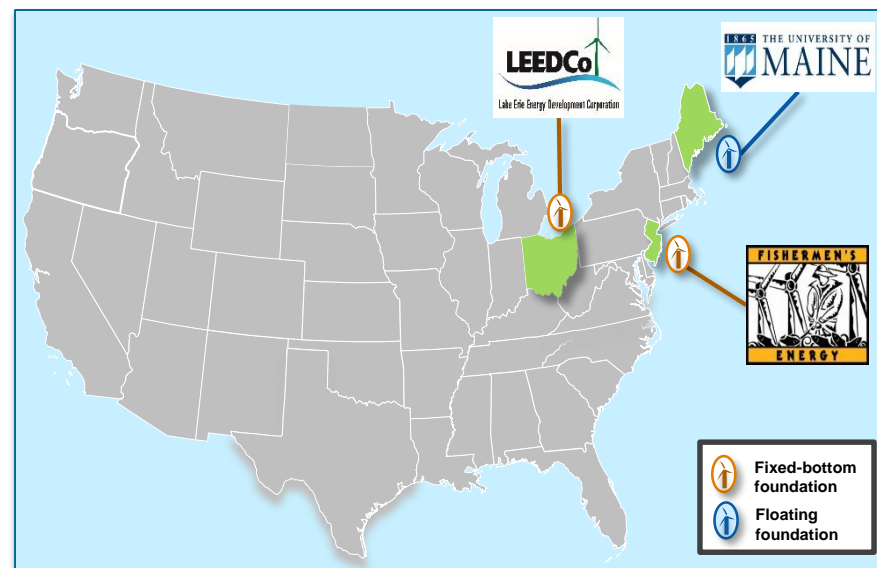 LEEDCo
Lake Erie Energy Development Corporation
1865
THE UNIVERSITY OF
MAINE
FISHERMEN'S
ENERGY
Fixed-bottom
foundation
Floating
foundation